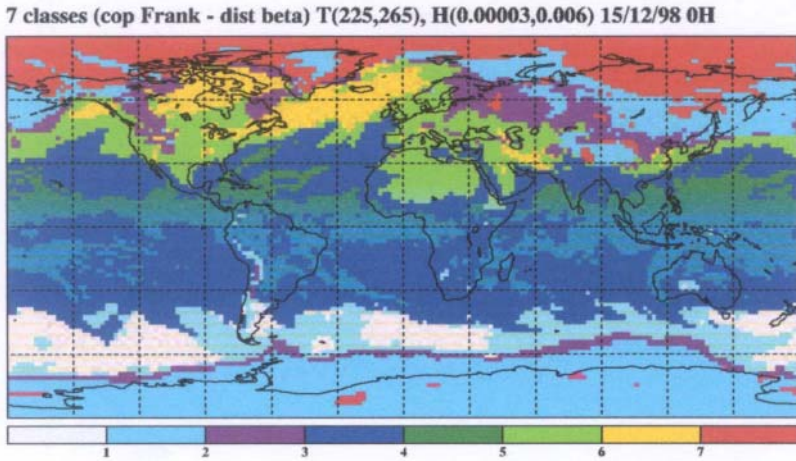 7 classes (cop Frank - dist beta) T(225,265), H(0.00003,0.006) 15/12/98 0H
1 2 3 4 5 6 7